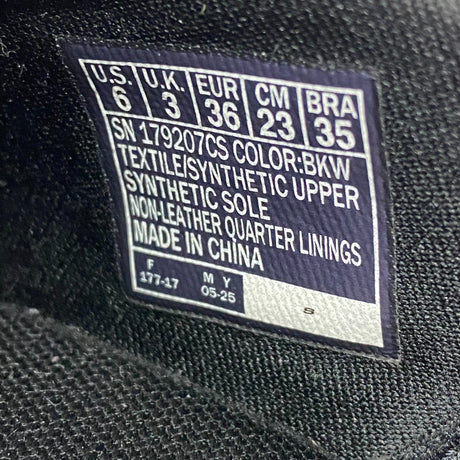 U.S. U.K. EUR CM BRA
6 3 36 23 35
SN 179207CS COLOR:BKW
TEXTILE/SYNTHETIC UPPER
SYNTHETIC SOLE
NON-LEATHER QUARTER LININGS
MADE IN CHINA
F M Y
177-17 05-25 S